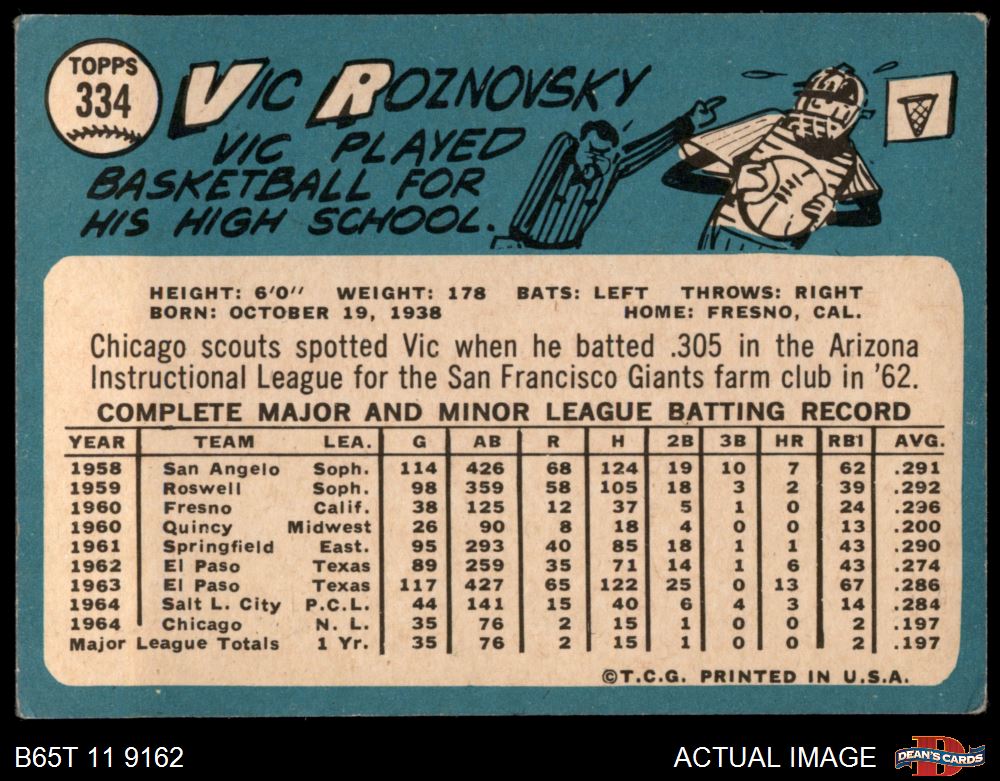 TOPPS
334
VIC ROZNOVSKY
VIC PLAYED
BASKETBALL FOR
HIS HIGH SCHOOL.
HEIGHT: 6'0" WEIGHT: 178 BATS: LEFT THROWS: RIGHT
BORN: OCTOBER 19, 1938 HOME: FRESNO, CAL.
Chicago scouts spotted Vic when he batted .305 in the Arizona
Instructional League for the San Francisco Giants farm club in '62.
COMPLETE MAJOR AND MINOR LEAGUE BATTING RECORD
YEAR TEAM LEA. G AB R H 2B 3B HR RBI AVG.
1958 San Angelo Soph. 114 426 68 124 19 10 7 62 .291
1959 Roswell Soph. 98 359 58 105 18 3 2 39 .292
1960 Fresno Calif. 38 125 12 37 5 1 0 24 .296
1960 Quincy Midwest 26 90 8 18 4 0 0 13 .200
1961 Springfield East. 95 293 40 85 18 1 1 43 .290
1962 El Paso Texas 89 259 35 71 14 1 6 43 .274
1963 El Paso Texas 117 427 65 122 25 0 13 67 .286
1964 Salt L. City P.C.L. 44 141 15 40 6 4 3 14 .284
1964 Chicago N. L. 35 76 2 15 1 0 0 2 .197
Major League Totals 1 Yr. 35 76 2 15 1 0 0 2 .197
©T.C.G. PRINTED IN U.S.A.
B65T 11 9162 ACTUAL IMAGE DEAN'S CARDS